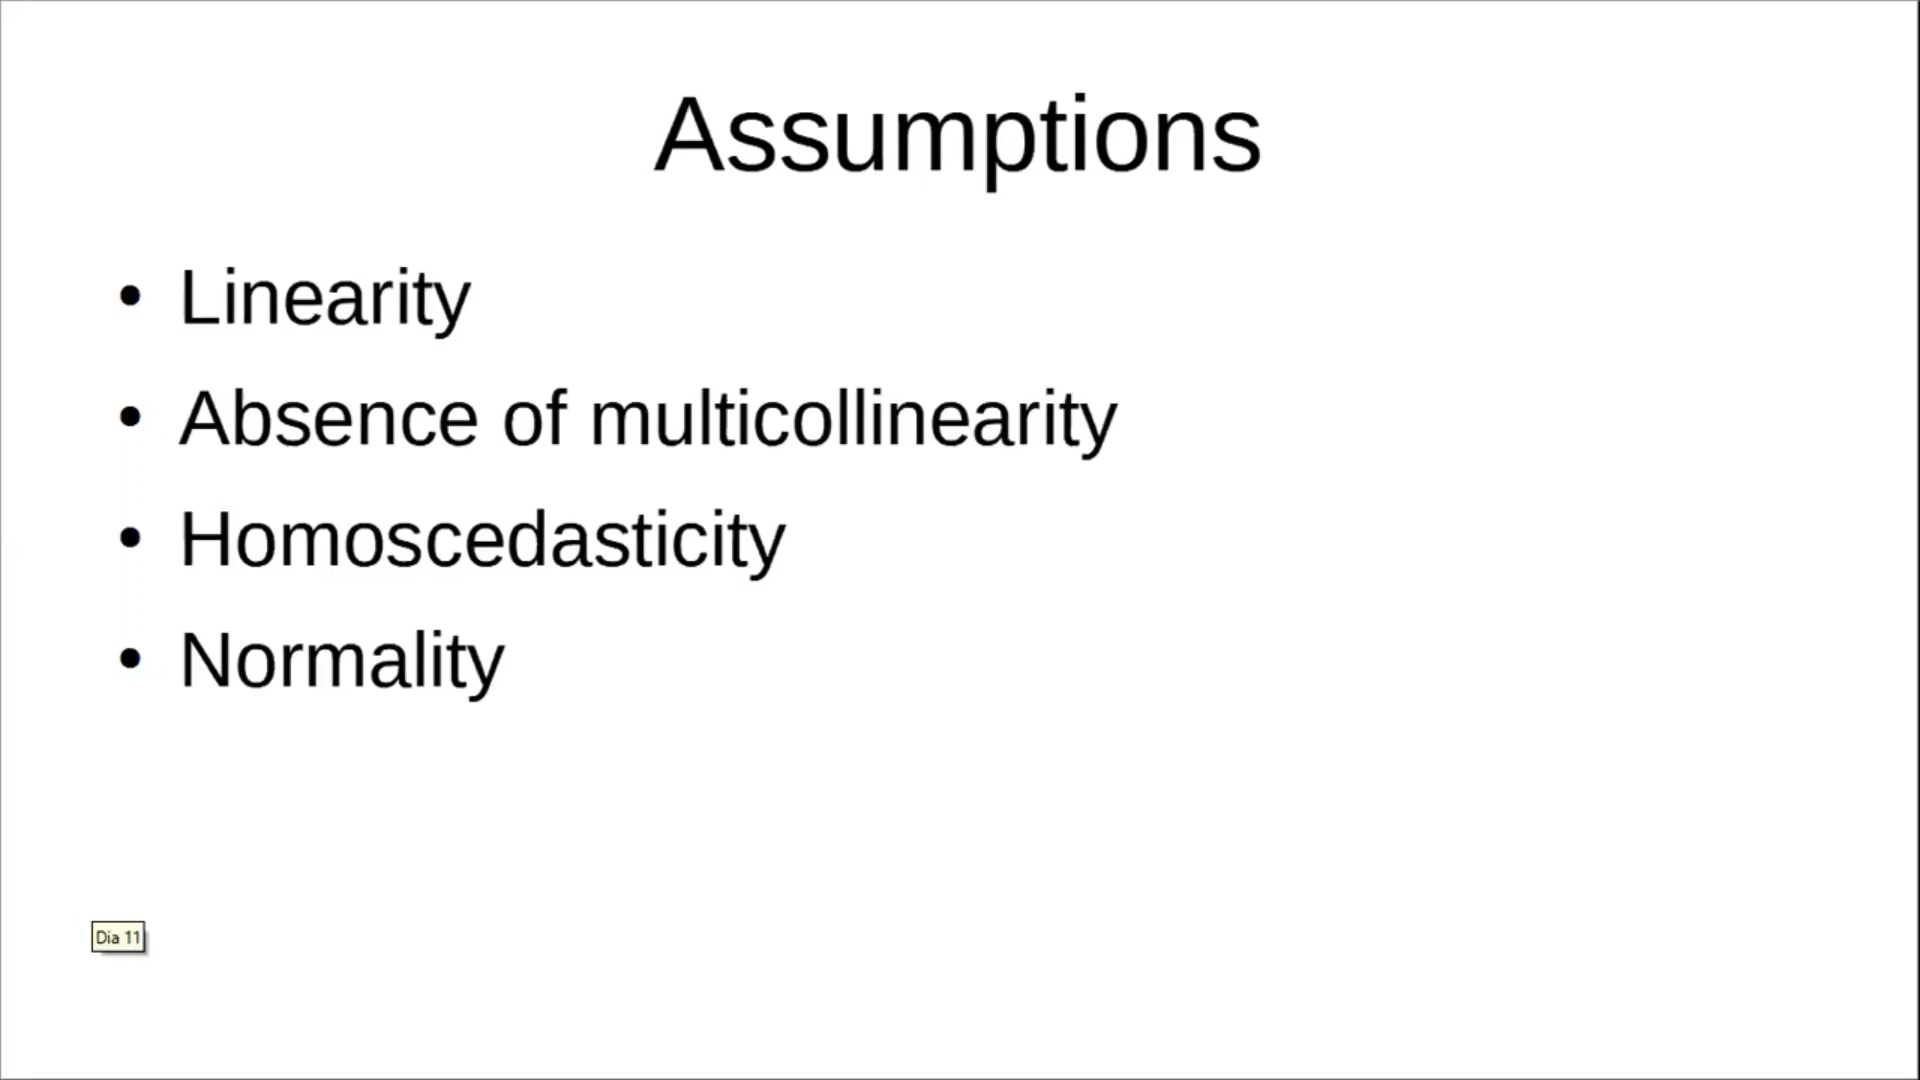 Assumptions
• Linearity
• Absence of multicollinearity
• Homoscedasticity
• Normality
Dia 11